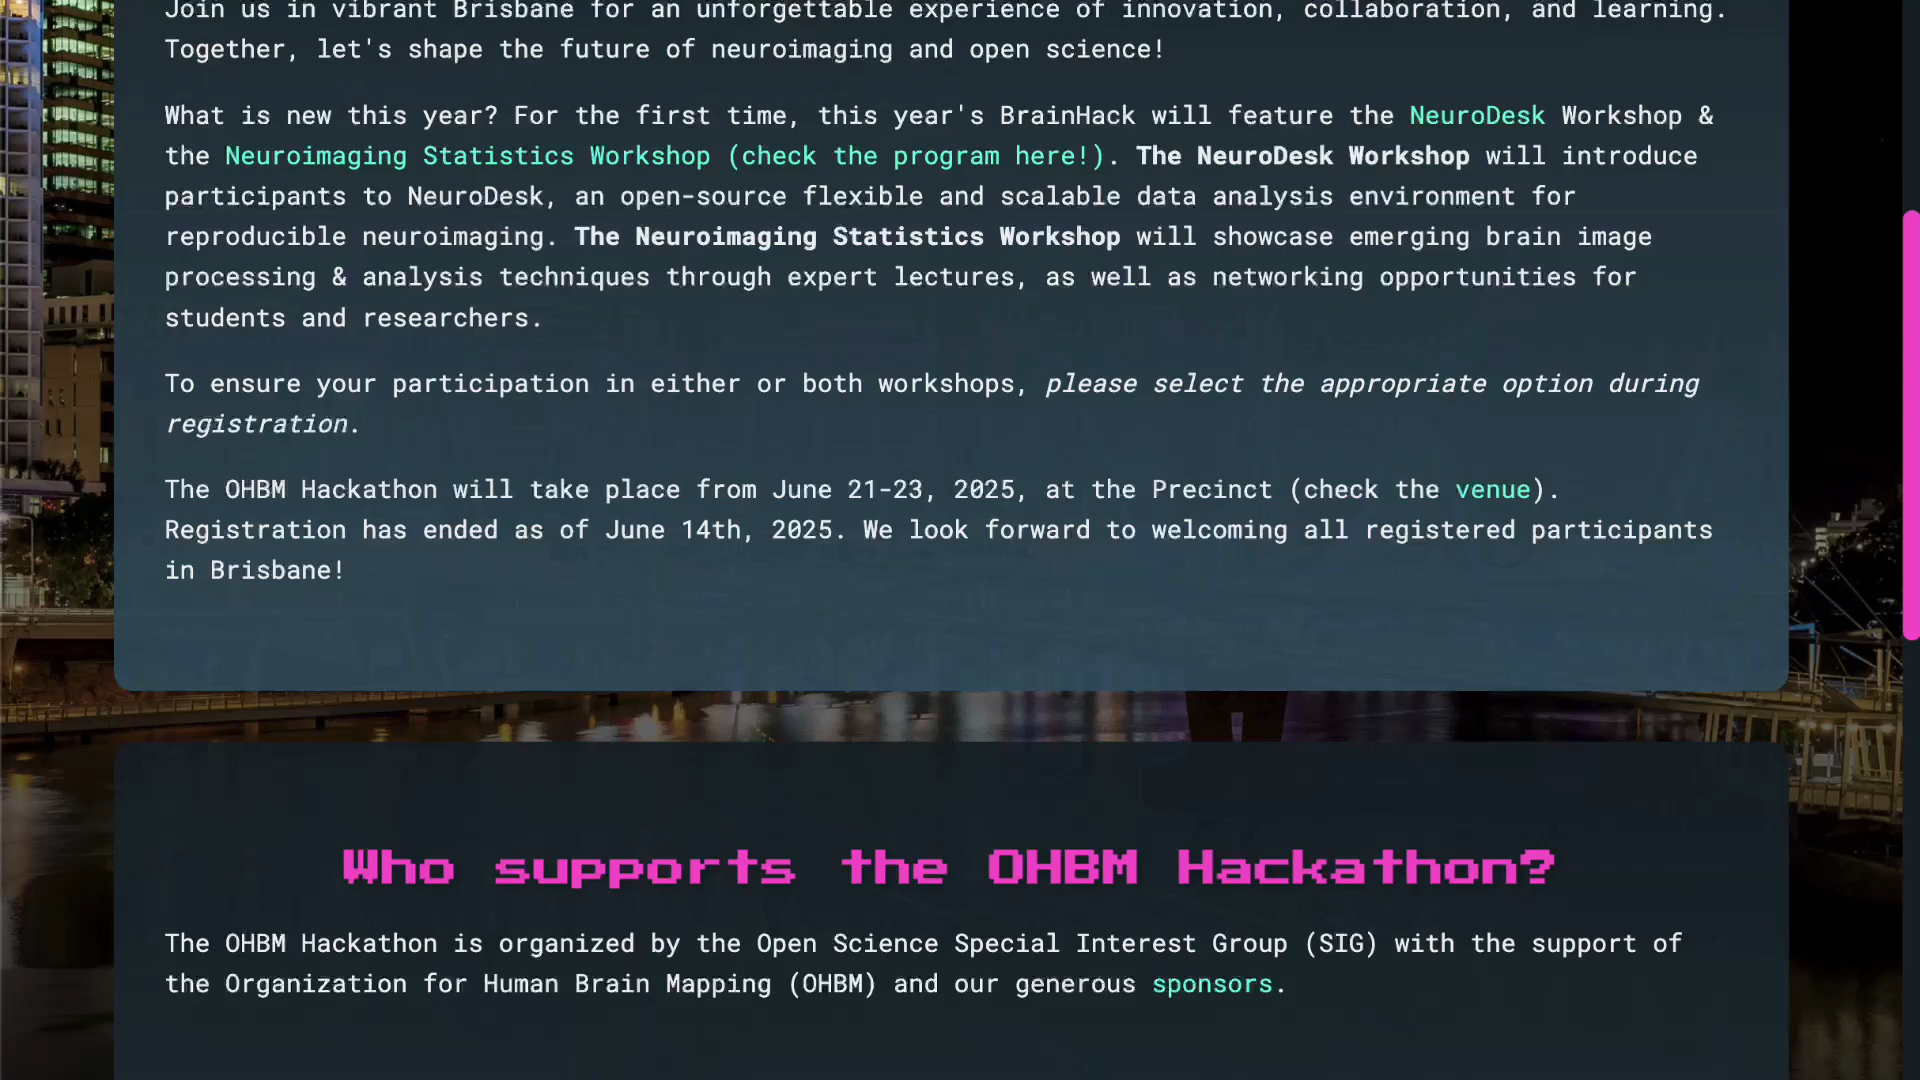 Join us in vibrant Brisbane for an unforgettable experience of innovation, collaboration, and learning.
Together, let's shape the future of neuroimaging and open science!
What is new this year? For the first time, this year's BrainHack will feature the NeuroDesk Workshop &
the Neuroimaging Statistics Workshop (check the program here!). The NeuroDesk Workshop will introduce
participants to NeuroDesk, an open-source flexible and scalable data analysis environment for
reproducible neuroimaging. The Neuroimaging Statistics Workshop will showcase emerging brain image
processing & analysis techniques through expert lectures, as well as networking opportunities for
students and researchers.
To ensure your participation in either or both workshops, please select the appropriate option during
registration.
The OHBM Hackathon will take place from June 21-23, 2025, at the Precinct (check the venue).
Registration has ended as of June 14th, 2025. We look forward to welcoming all registered participants
in Brisbane!
Who supports the OHBM Hackathon?
The OHBM Hackathon is organized by the Open Science Special Interest Group (SIG) with the support of
the Organization for Human Brain Mapping (OHBM) and our generous sponsors.